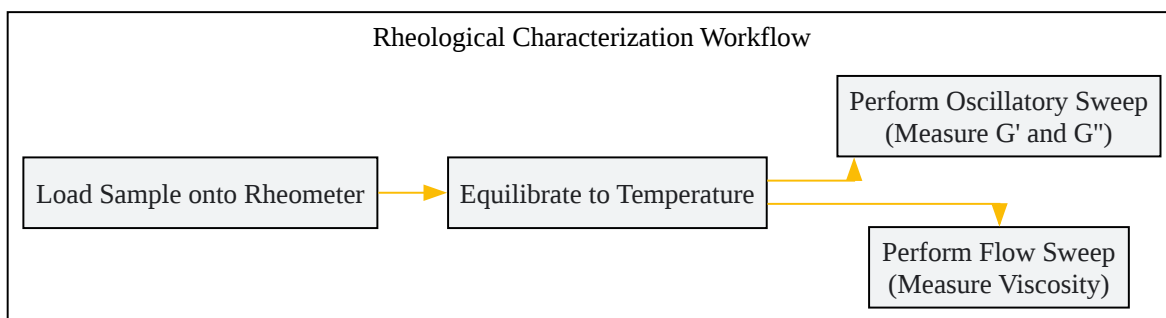 Rheological Characterization Workflow
Load Sample onto Rheometer
Equilibrate to Temperature
Perform Oscillatory Sweep
(Measure G' and G")
Perform Flow Sweep
(Measure Viscosity)